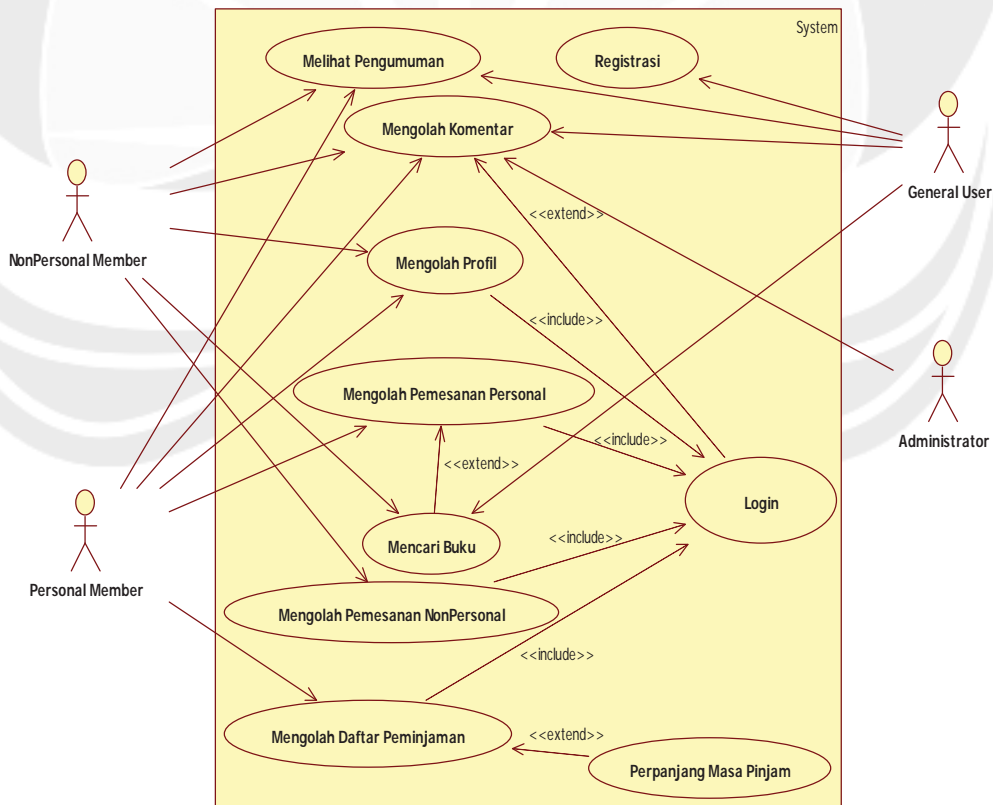 System
Melihat Pengumuman
Registrasi
Mengolah Komentar
General User
<<extend>>
NonPersonal Member
Mengolah Profil
<<include>>
Mengolah Pemesanan Personal
Administrator
<<include>>
<<extend>>
Login
Mencari Buku
<<include>>
Personal Member
Mengolah Pemesanan NonPersonal
<<include>>
Mengolah Daftar Peminjaman
<<extend>>
Perpanjang Masa Pinjam